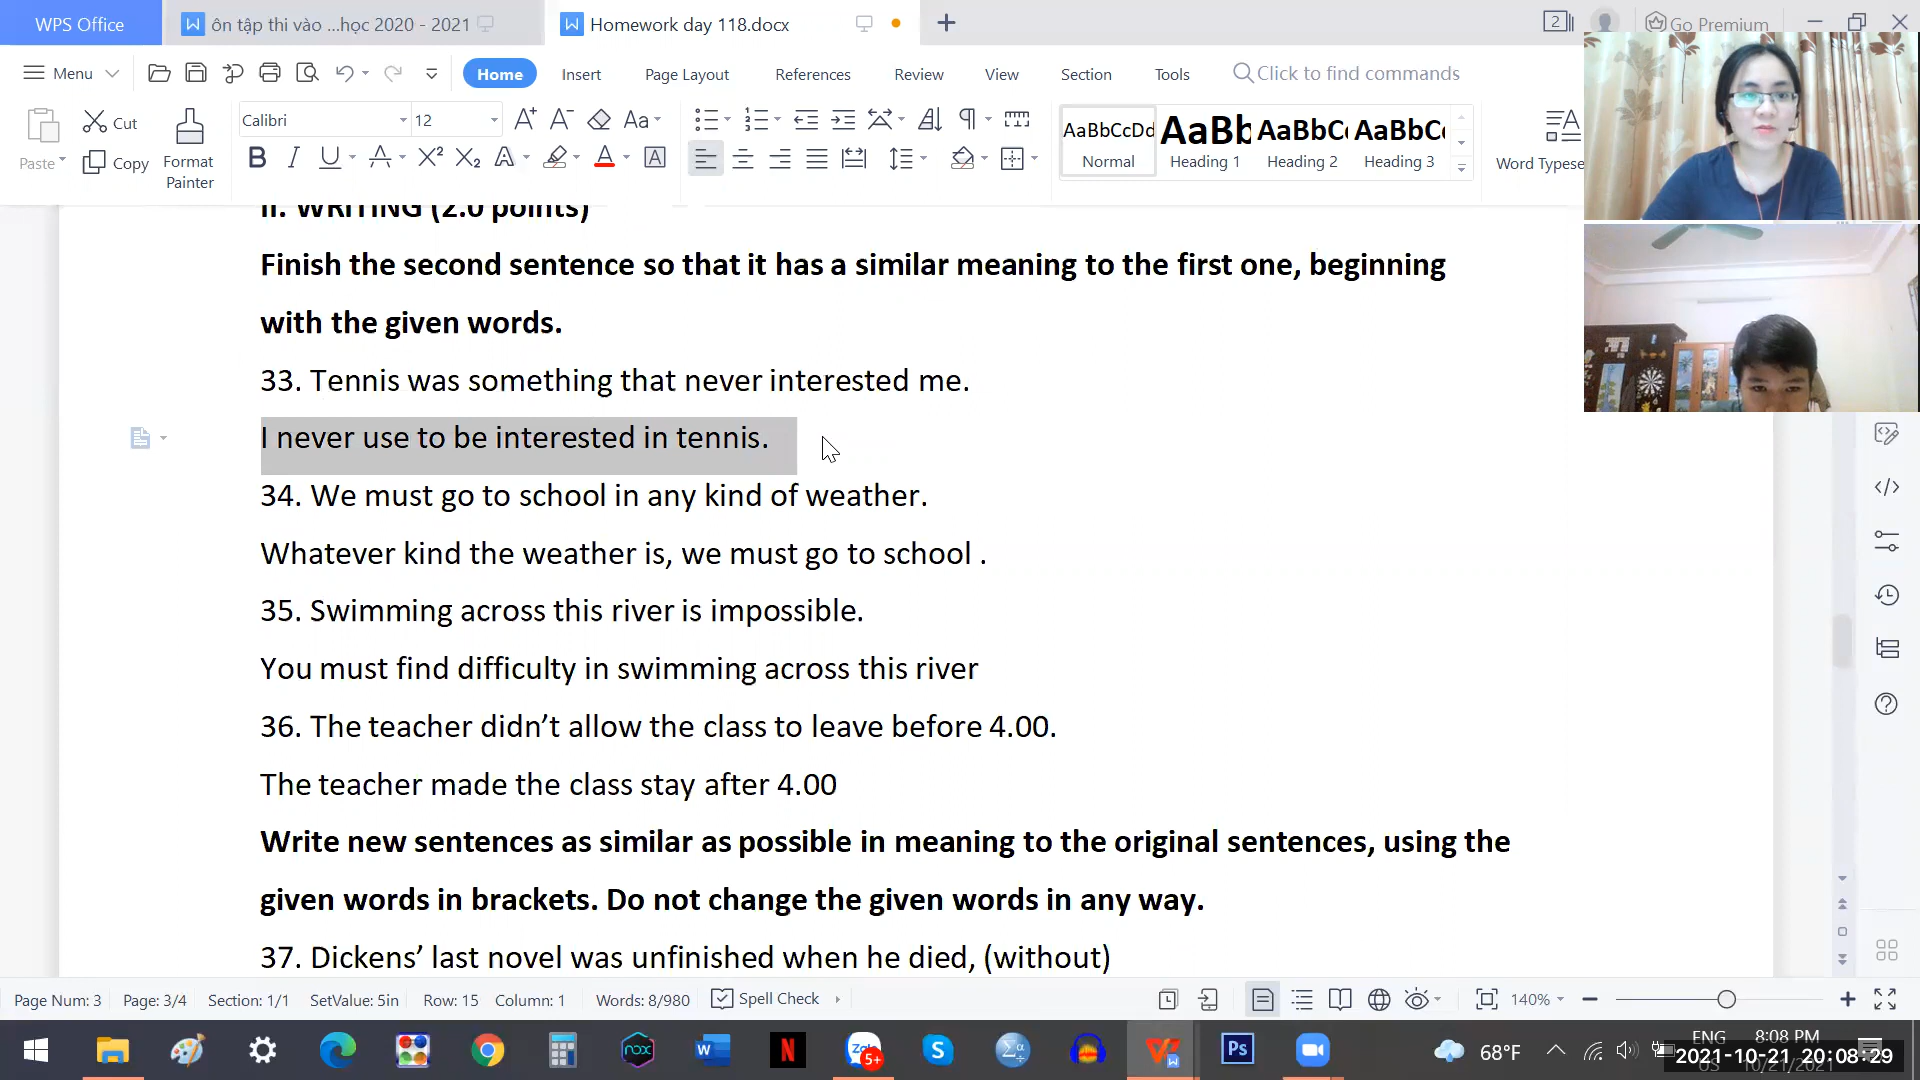 WPS Office
ôn tập thi vào ...học 2020 - 2021
Homework day 118.docx
2
Go Premium
Menu
Home
Insert
Page Layout
References
Review
View
Section
Tools
Click to find commands
Paste
Cut
Copy
Format
Painter
Calibri
12
AaBbCcDd
Normal
AaBb
Heading 1
AaBbC
Heading 2
AaBbC
Heading 3
Word Typese
II. WRITING (2.0 points)
Finish the second sentence so that it has a similar meaning to the first one, beginning
with the given words.
33. Tennis was something that never interested me.
I never use to be interested in tennis.
34. We must go to school in any kind of weather.
Whatever kind the weather is, we must go to school .
35. Swimming across this river is impossible.
You must find difficulty in swimming across this river
36. The teacher didn’t allow the class to leave before 4.00.
The teacher made the class stay after 4.00
Write new sentences as similar as possible in meaning to the original sentences, using the
given words in brackets. Do not change the given words in any way.
37. Dickens’ last novel was unfinished when he died, (without)
Page Num: 3
Page: 3/4
Section: 1/1
SetValue: 5in
Row: 15
Column: 1
Words: 8/980
Spell Check
140%
nox
Zalo
5+
Ps
68°F
ENG
8:08 PM
2021-10-21 20:08:29